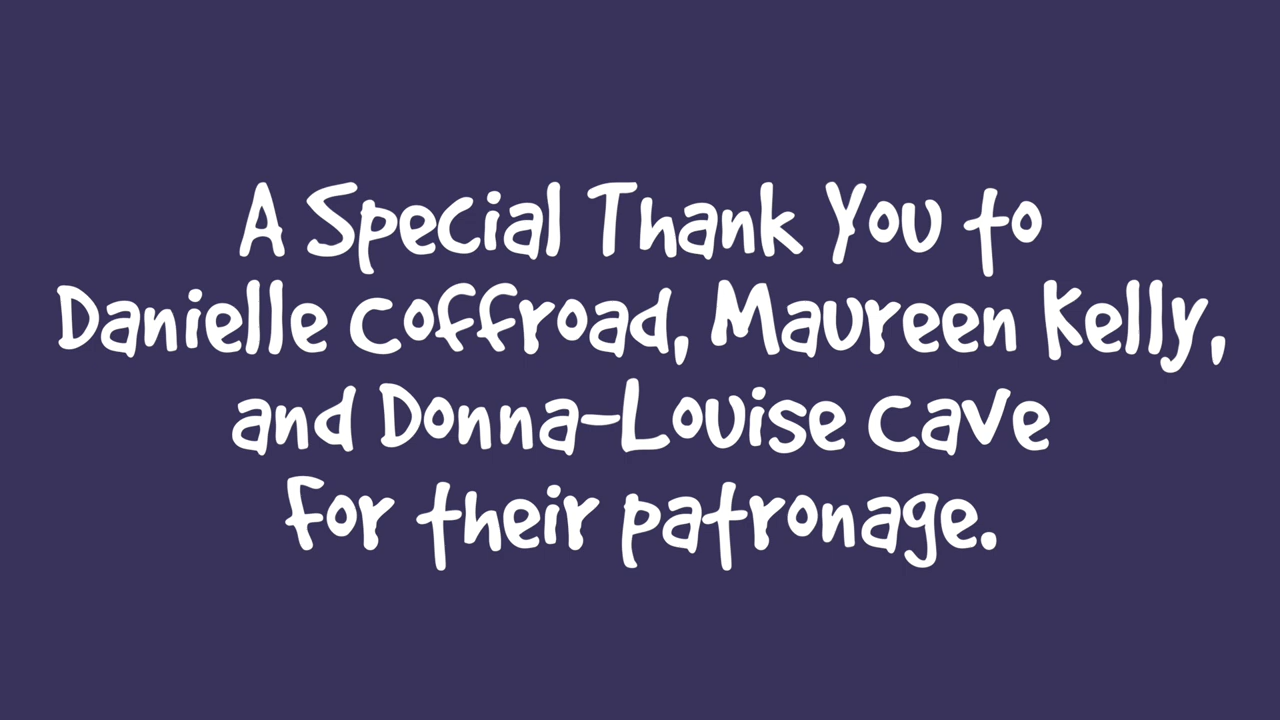 A Special Thank You to
Danielle Coffroad, Maureen Kelly,
and Donna-Louise Cave
for their patronage.